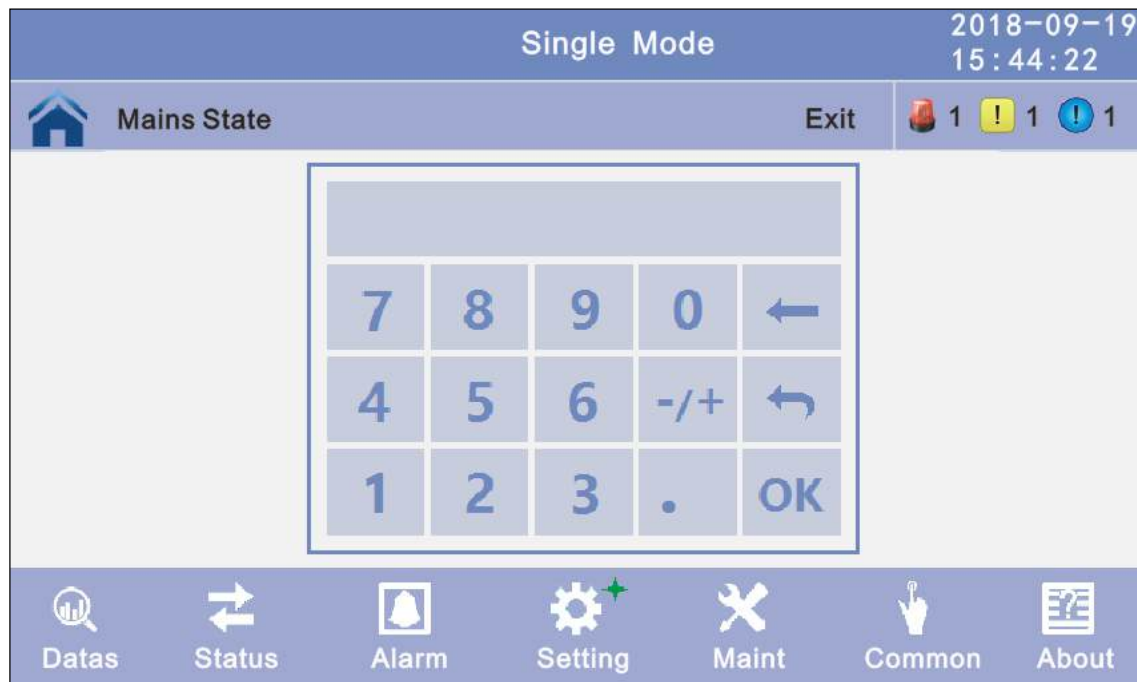 Single Mode
2018-09-19
15:44:22
Mains State Exit 1 ! 1 ! 1
7 8 9 0 ←
4 5 6 -/+ ↰
1 2 3 . OK
Datas Status Alarm Setting Maint Common About